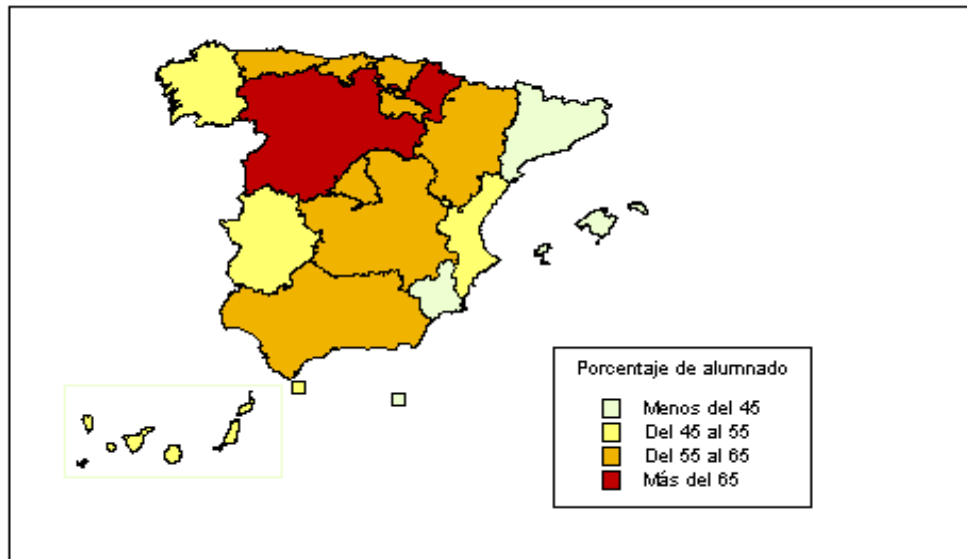 Porcentaje de alumnado
Menos del 45
Del 45 al 55
Del 55 al 65
Más del 65